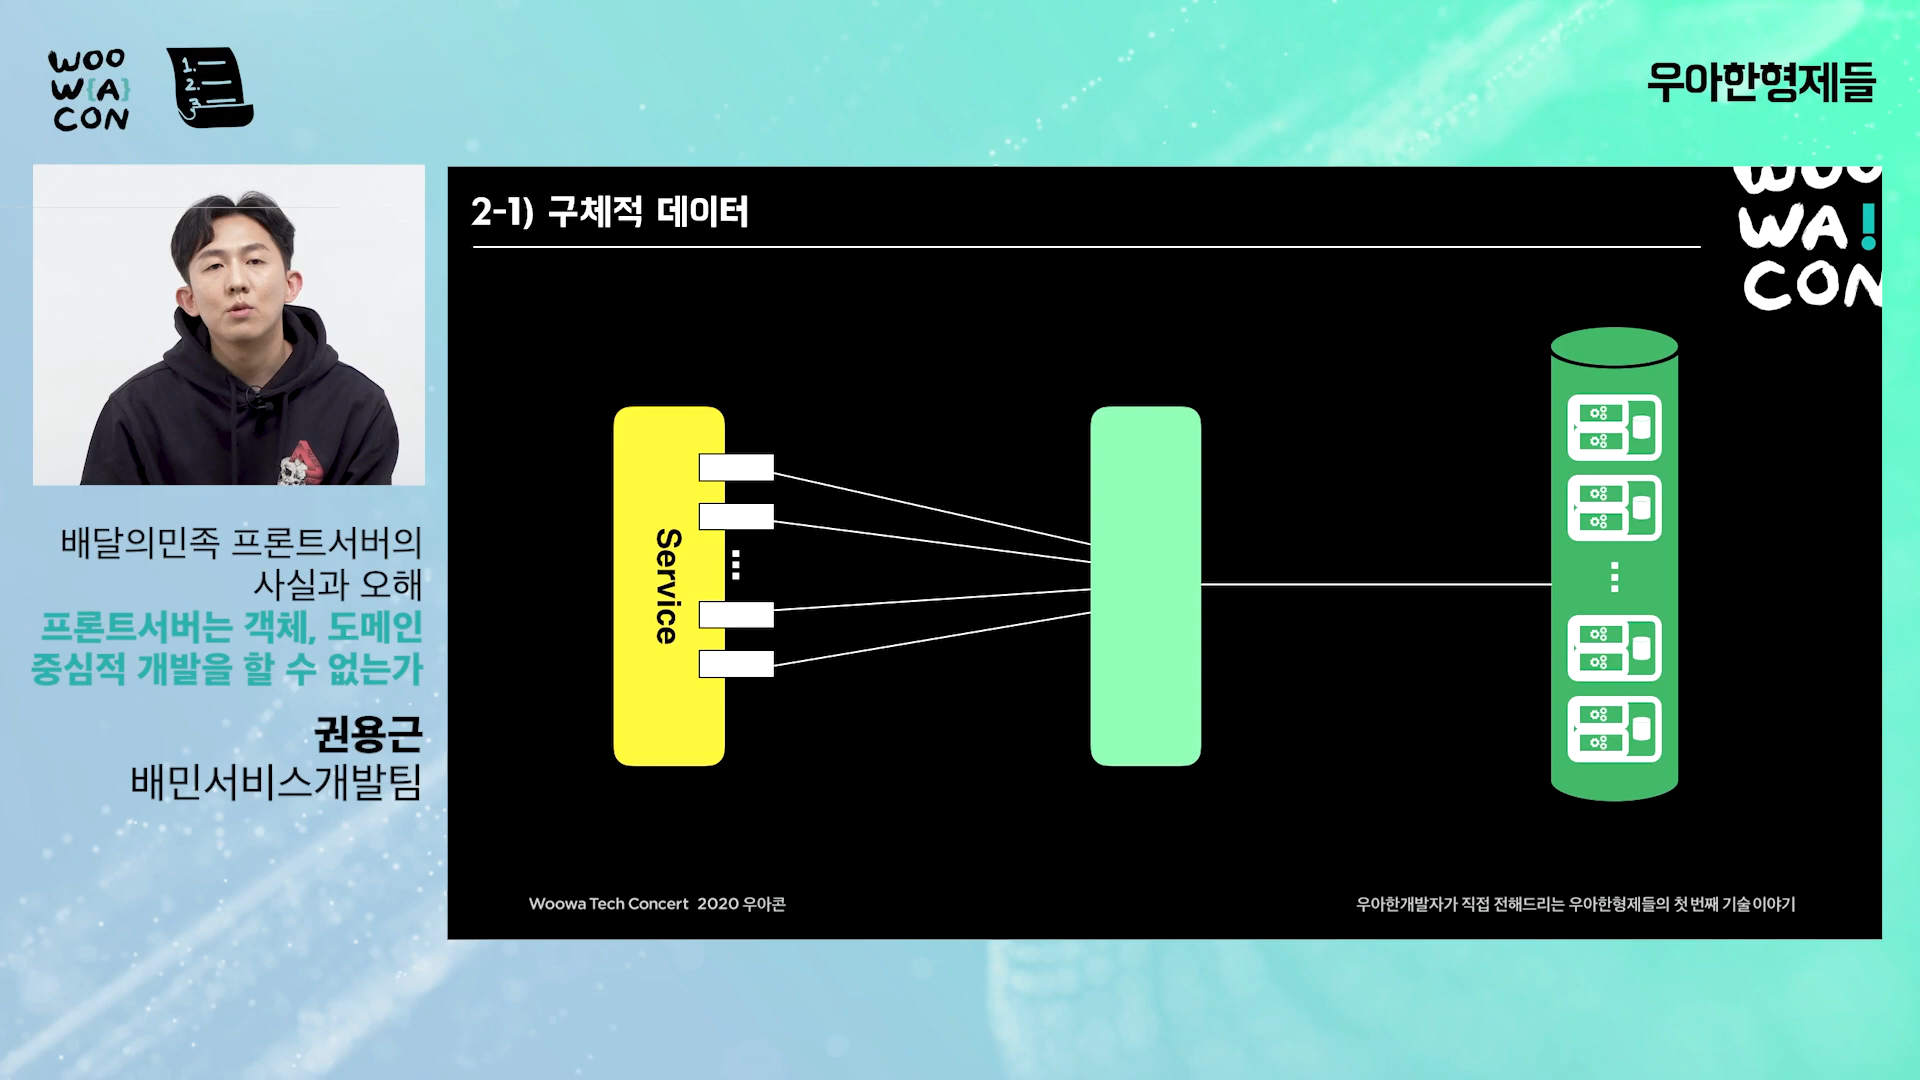 WOO
W{A}
CON
1.
2.
3.
우아한형제들
배달의민족 프론트서버의
사실과 오해
프론트서버는 객체, 도메인
중심적 개발을 할 수 없는가
권용근
배민서비스개발팀
2-1) 구체적 데이터
WOO
WA!
CON
Service
Woowa Tech Concert 2020 우아콘
우아한개발자가 직접 전해드리는 우아한형제들의 첫 번째 기술 이야기